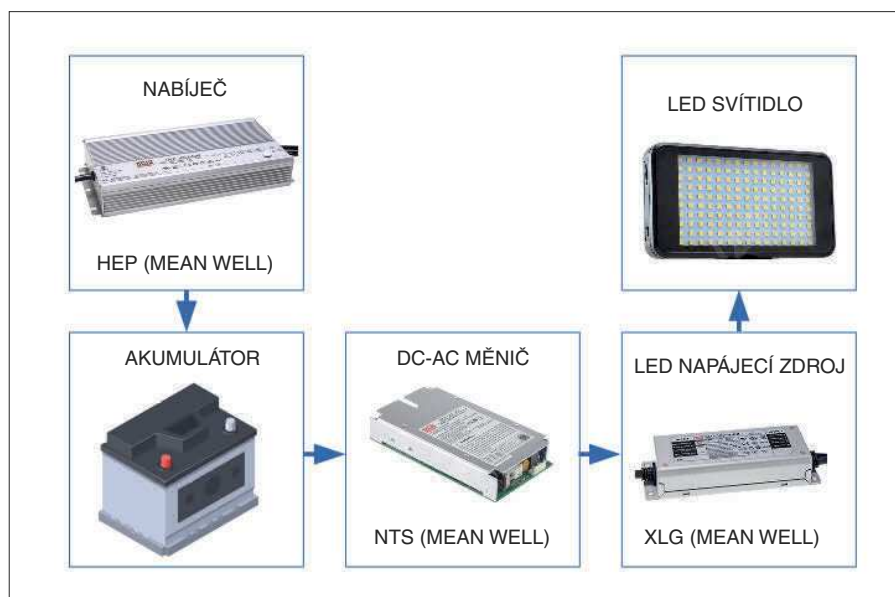 NABÍJEČ
HEP (MEAN WELL)
AKUMULÁTOR
DC-AC MĚNIČ
NTS (MEAN WELL)
LED NAPÁJECÍ ZDROJ
XLG (MEAN WELL)
LED SVÍTIDLO